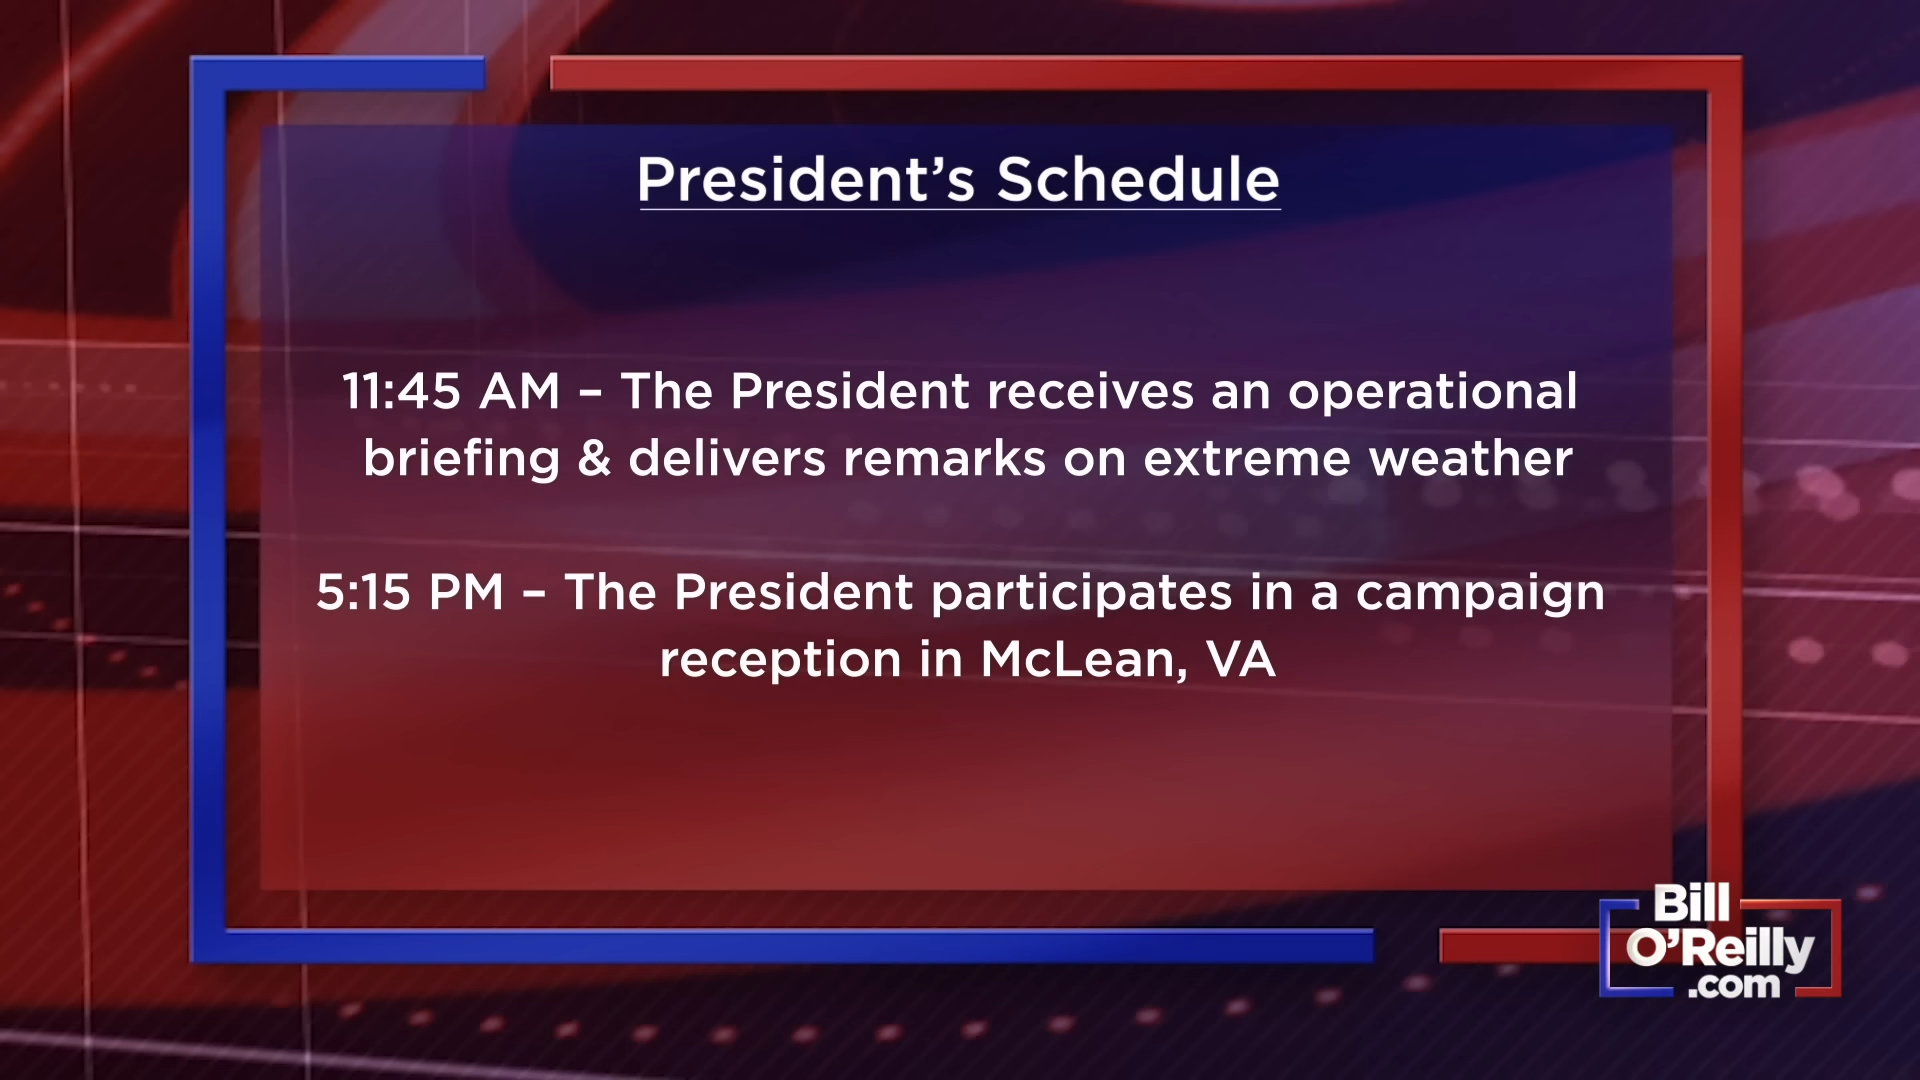 President’s Schedule
11:45 AM – The President receives an operational
briefing & delivers remarks on extreme weather
5:15 PM – The President participates in a campaign
reception in McLean, VA
Bill
O’Reilly
.com